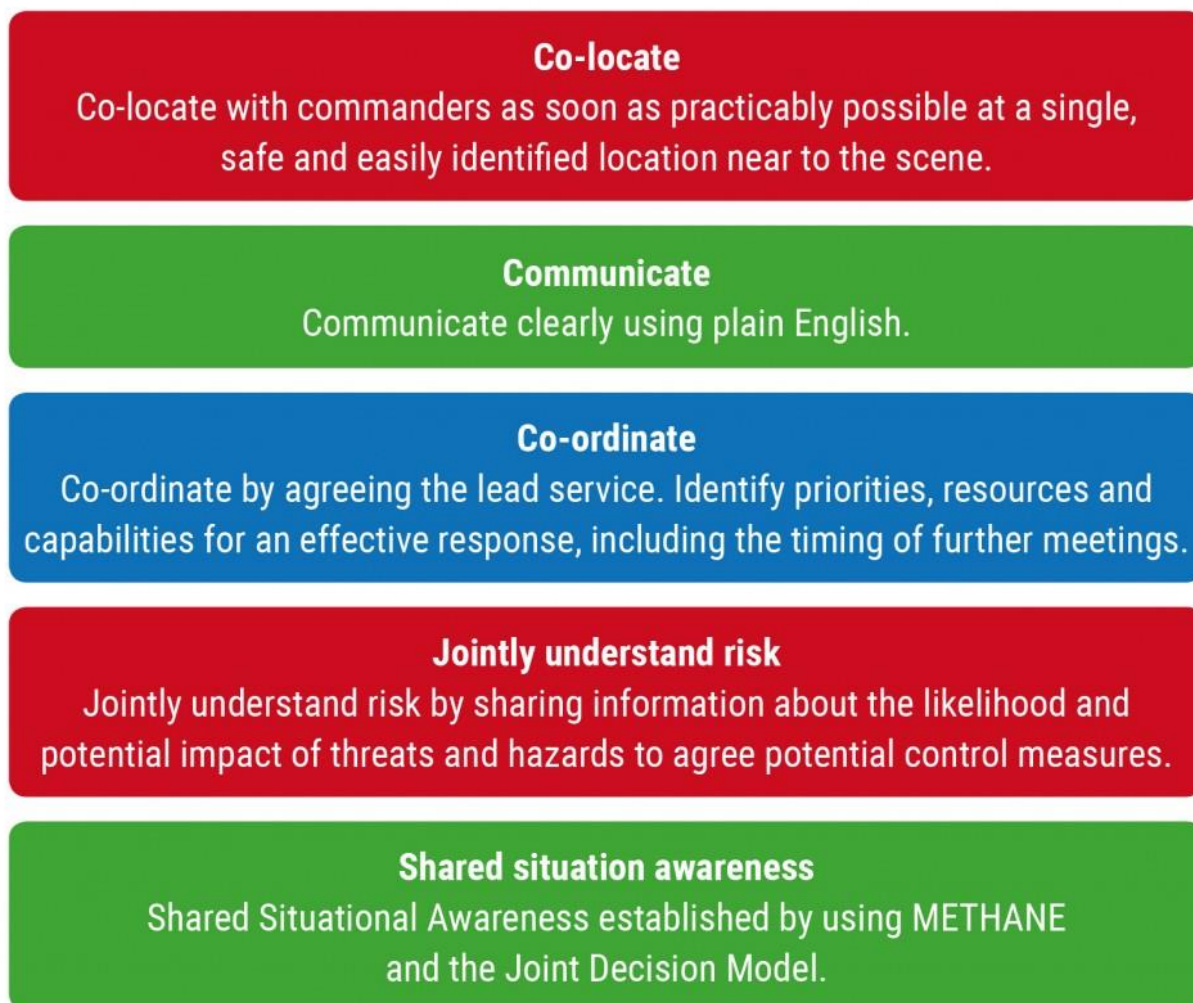 Co-locate
Co-locate with commanders as soon as practicably possible at a single,
safe and easily identified location near to the scene.
Communicate
Communicate clearly using plain English.
Co-ordinate
Co-ordinate by agreeing the lead service. Identify priorities, resources and
capabilities for an effective response, including the timing of further meetings.
Jointly understand risk
Jointly understand risk by sharing information about the likelihood and
potential impact of threats and hazards to agree potential control measures.
Shared situation awareness
Shared Situational Awareness established by using METHANE
and the Joint Decision Model.